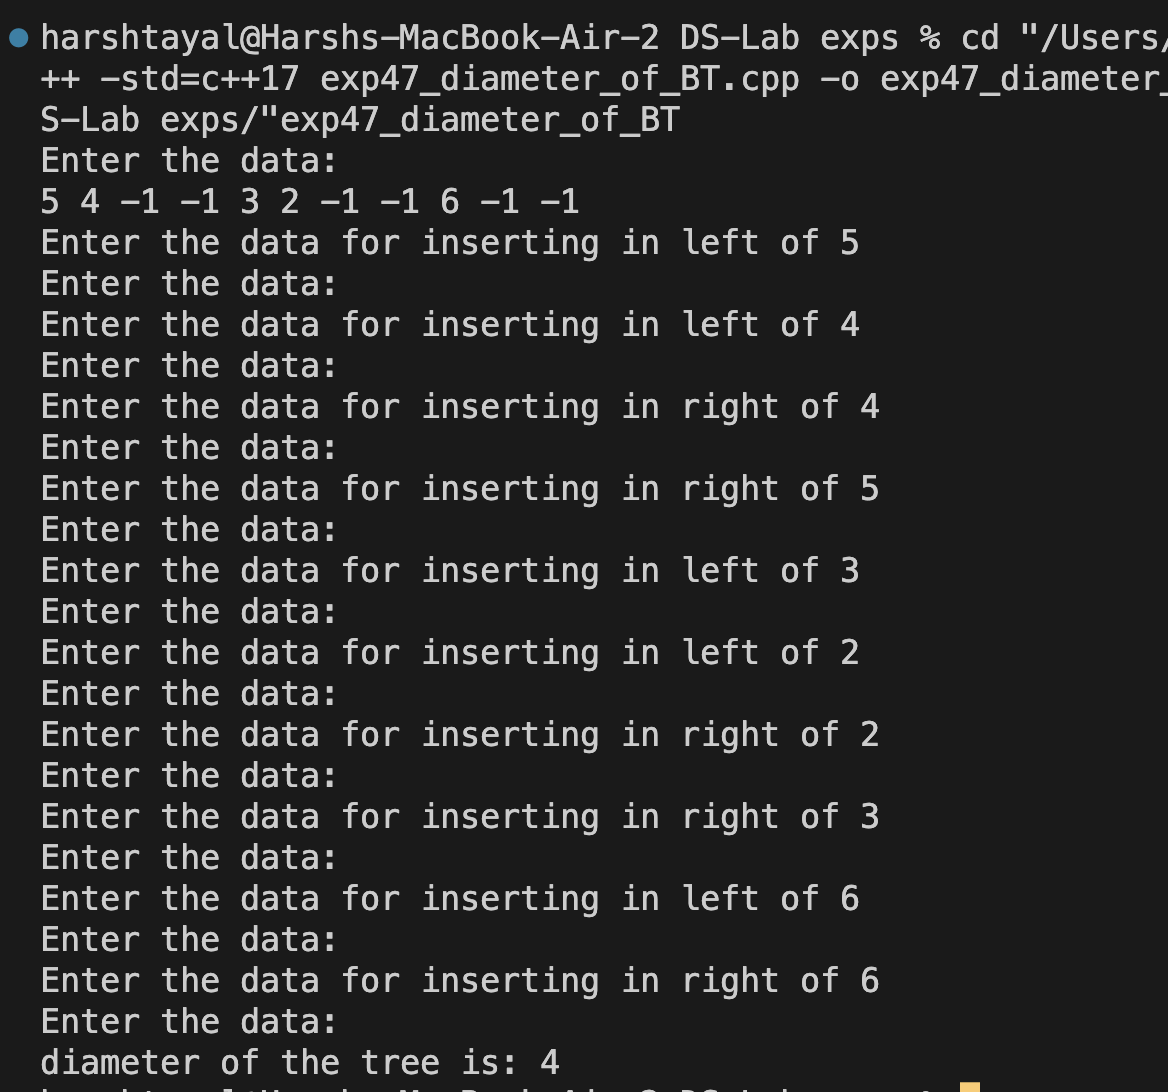 harshtayal@Harshs-MacBook-Air-2 DS-Lab exps % cd "/Users/
++ -std=c++17 exp47_diameter_of_BT.cpp -o exp47_diameter_
S-Lab exps/"exp47_diameter_of_BT
Enter the data:
5 4 -1 -1 3 2 -1 -1 6 -1 -1
Enter the data for inserting in left of 5
Enter the data:
Enter the data for inserting in left of 4
Enter the data:
Enter the data for inserting in right of 4
Enter the data:
Enter the data for inserting in right of 5
Enter the data:
Enter the data for inserting in left of 3
Enter the data:
Enter the data for inserting in left of 2
Enter the data:
Enter the data for inserting in right of 2
Enter the data:
Enter the data for inserting in right of 3
Enter the data:
Enter the data for inserting in left of 6
Enter the data:
Enter the data for inserting in right of 6
Enter the data:
diameter of the tree is: 4